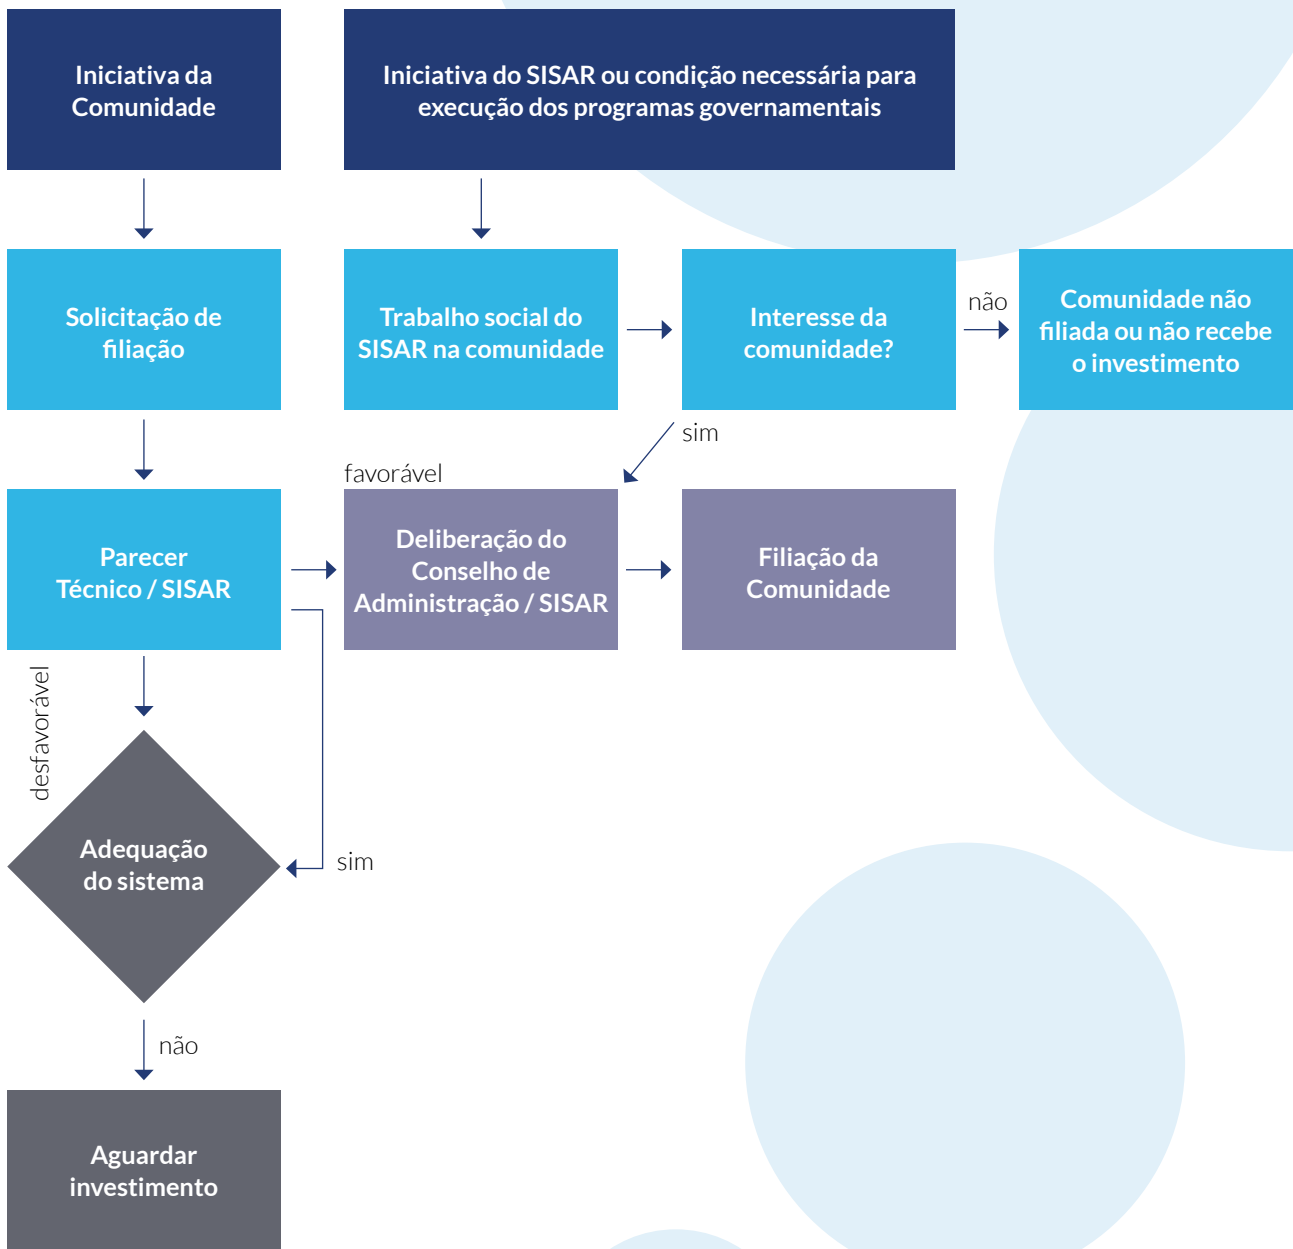 Iniciativa da
Comunidade
Iniciativa do SISAR ou condição necessária para
execução dos programas governamentais
Solicitação de
filiação
Trabalho social do
SISAR na comunidade
Interesse da
comunidade?
não
Comunidade não
filiada ou não recebe
o investimento
sim
favorável
Parecer
Técnico / SISAR
Deliberação do
Conselho de
Administração / SISAR
Filiação da
Comunidade
desfavorável
Adequação
do sistema
sim
não
Aguardar
investimento